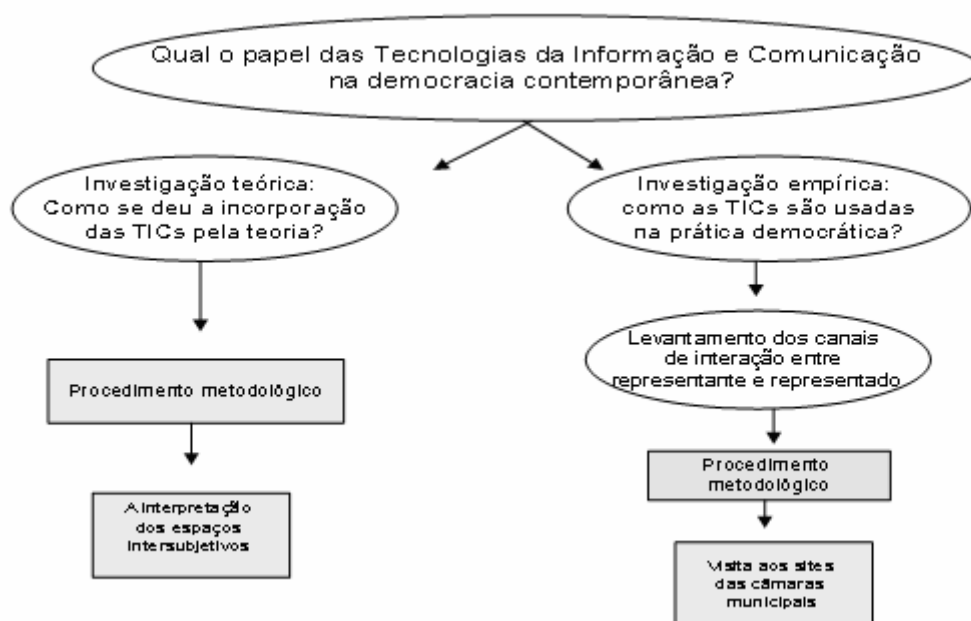 Qual o papel das Tecnologias da Informação e Comunicação
na democracia contemporânea?
Investigação teórica:
Como se deu a incorporação
das TICs pela teoria?
Investigação empírica:
como as TICs são usadas
na prática democrática?
Levantamento dos canais
de interação entre
representante e representado
Procedimento metodológico
Procedimento
metodológico
A interpretação
dos espaços
intersubjetivos
Visita aos sites
das câmaras
municipais